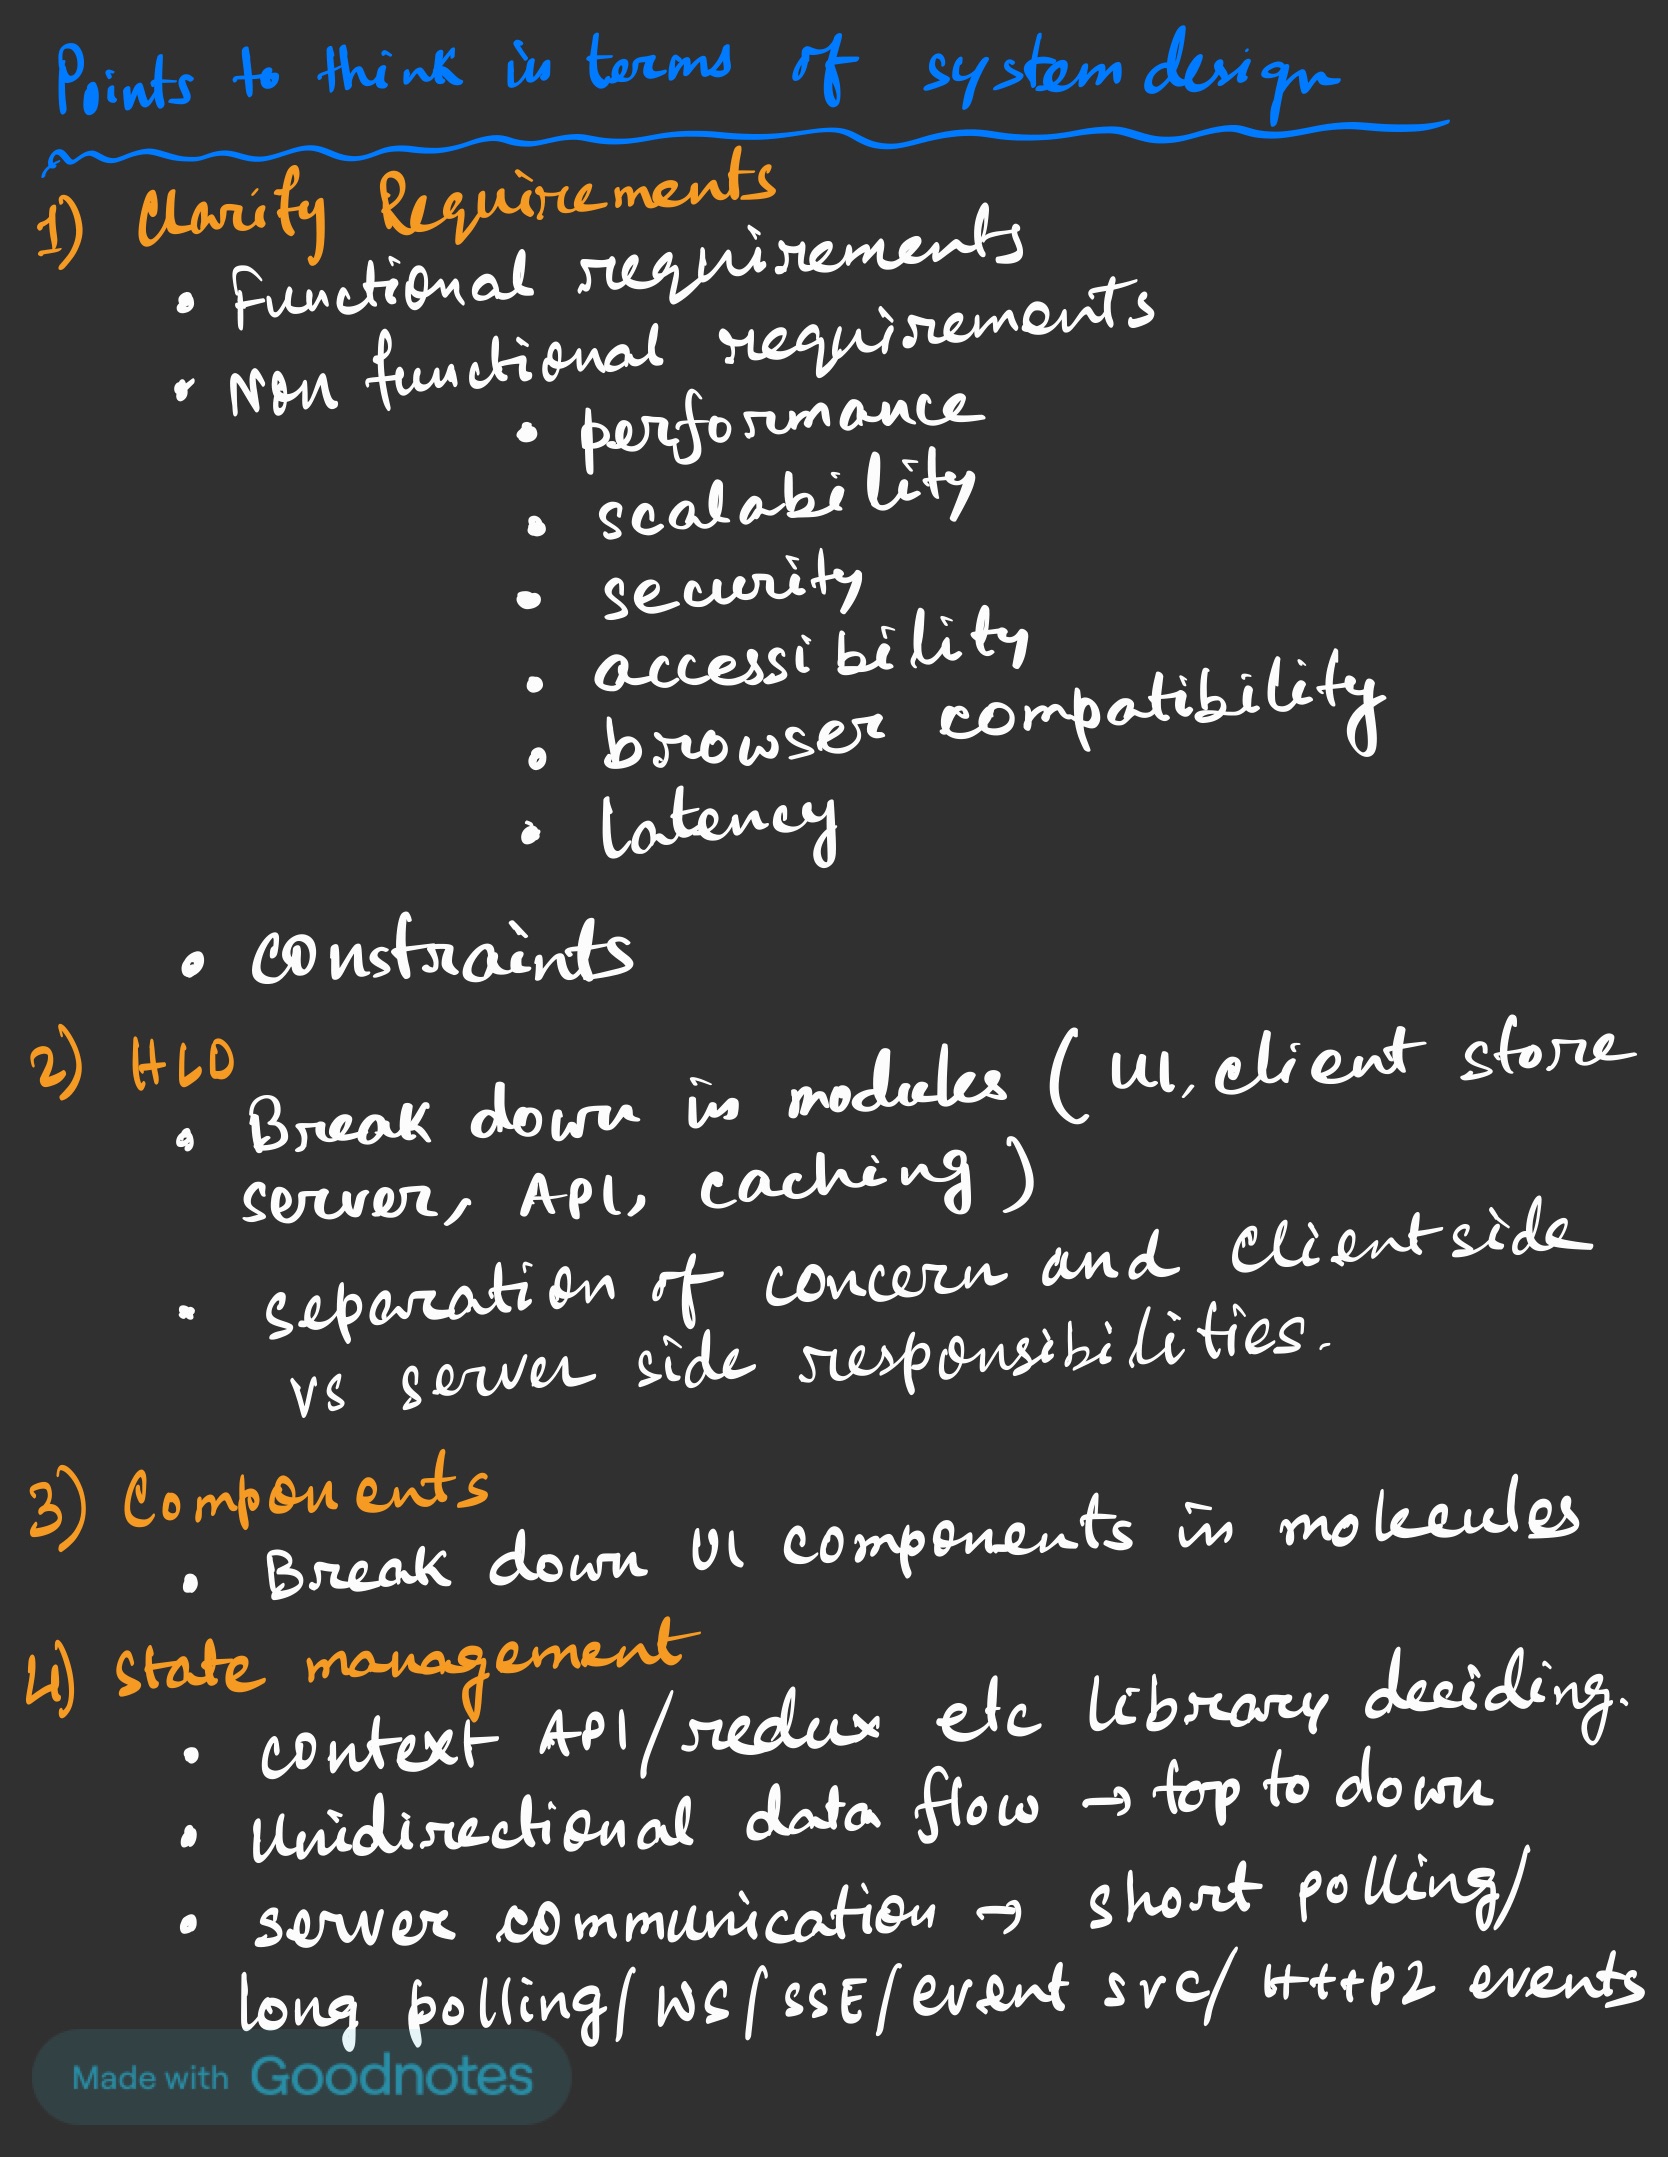 Points to think in terms of system design
1) Clarify Requirements
• Functional requirements
• Non functional requirements
• performance
• scalability
• security
• accessibility
• browser compatibility
• latency
• constraints
2) HLD
• Break down in modules (UI, client store
server, API, caching)
• separation of concern and client side
vs server side responsibilities.
3) Components
• Break down UI components in molecules
4) State management
• context API/redux etc library deciding.
• Unidirectional data flow → top to down
• server communication → short polling/
long polling/WS/SSE/event src/HTTP2 events
Made with Goodnotes